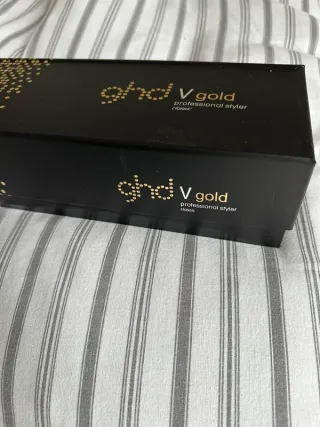 ghd V gold
professional styler
classic
ghd V gold
professional styler
classic